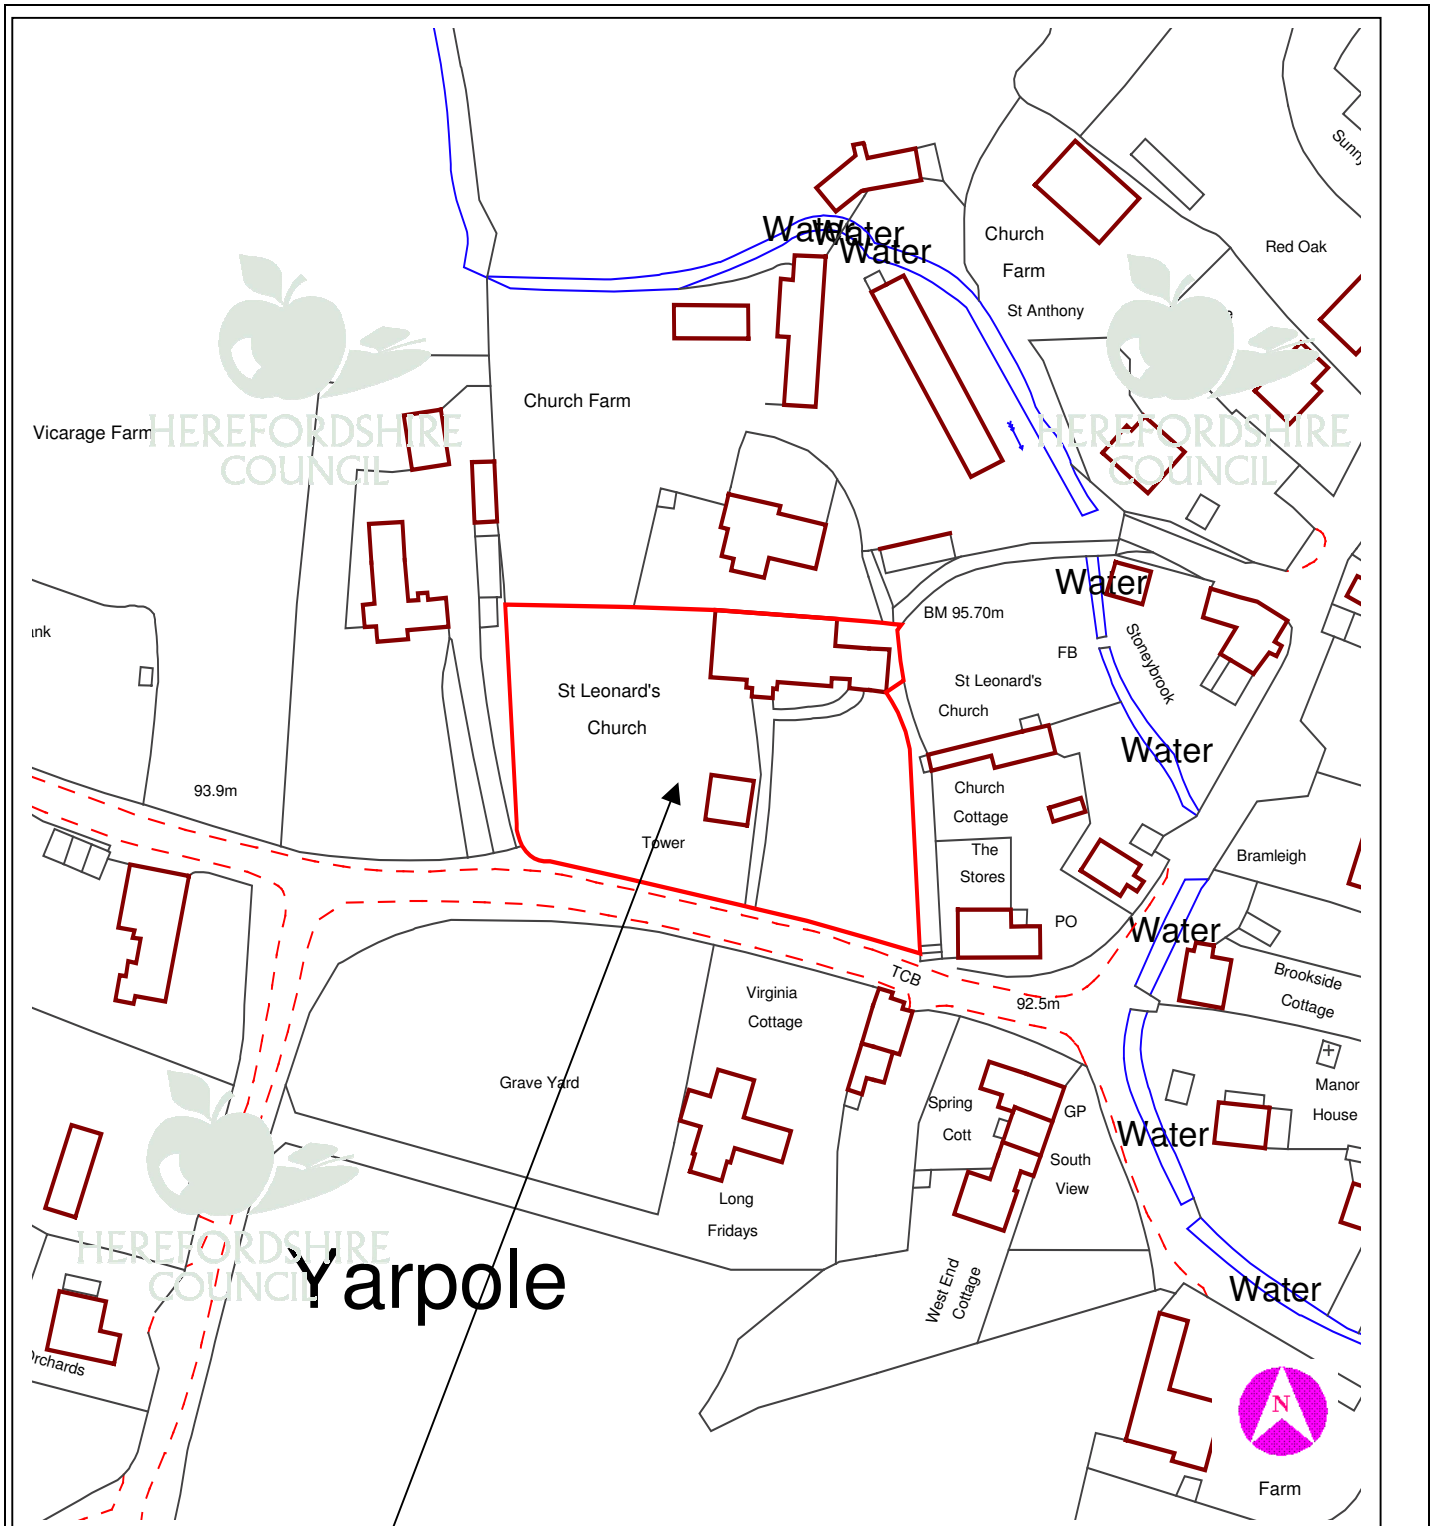 Sunny
Water
Water
Water
Church
Farm
Red Oak
St Anthony
HEREFORDSHIRE
COUNCIL
HEREFORDSHIRE
COUNCIL
Church Farm
Vicarage Farm
Water
BM 95.70m
ank
FB
Stoneybrook
St Leonard's
Church
St Leonard's
Church
Water
93.9m
Church
Cottage
Tower
The
Stores
Bramleigh
PO
Water
TCB
Brookside
Cottage
Virginia
Cottage
92.5m
Grave Yard
Spring
Cott
GP
Manor
House
Water
South
View
Long
Fridays
HEREFORDSHIRE
COUNCIL
Yarpole
West End
Cottage
Water
Orchards
N
Farm